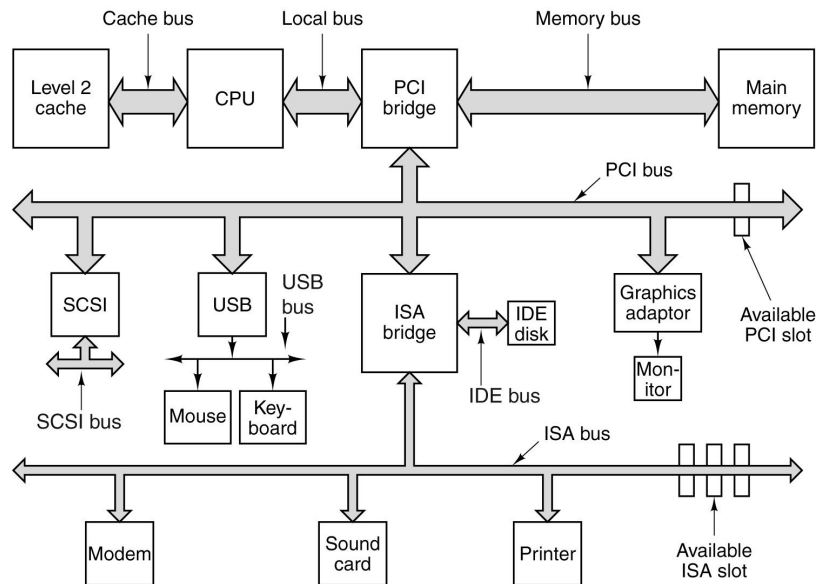 Cache bus
Local bus
Memory bus
Level 2
cache
CPU
PCI
bridge
Main
memory
PCI bus
SCSI
USB
USB
bus
ISA
bridge
IDE
disk
Graphics
adaptor
Available
PCI slot
Mon-
itor
SCSI bus
Mouse
Key-
board
IDE bus
ISA bus
Modem
Sound
card
Printer
Available
ISA slot